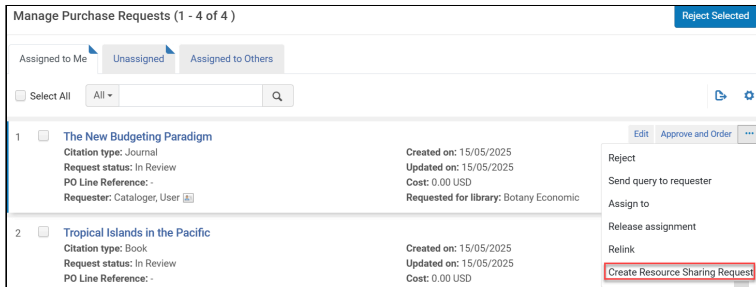 Manage Purchase Requests (1 - 4 of 4 )
Reject Selected
Assigned to Me
Unassigned
Assigned to Others
Select All
All
1
The New Budgeting Paradigm
Edit
Approve and Order
Citation type: Journal
Created on: 15/05/2025
Reject
Request status: In Review
Updated on: 15/05/2025
Send query to requester
PO Line Reference: -
Cost: 0.00 USD
Assign to
Requester: Cataloger, User
Requested for library: Botany Economic
Release assignment
2
Tropical Islands in the Pacific
Relink
Citation type: Book
Created on: 15/05/2025
Request status: In Review
Updated on: 15/05/2025
Create Resource Sharing Request
PO Line Reference: -
Cost: 0.00 USD